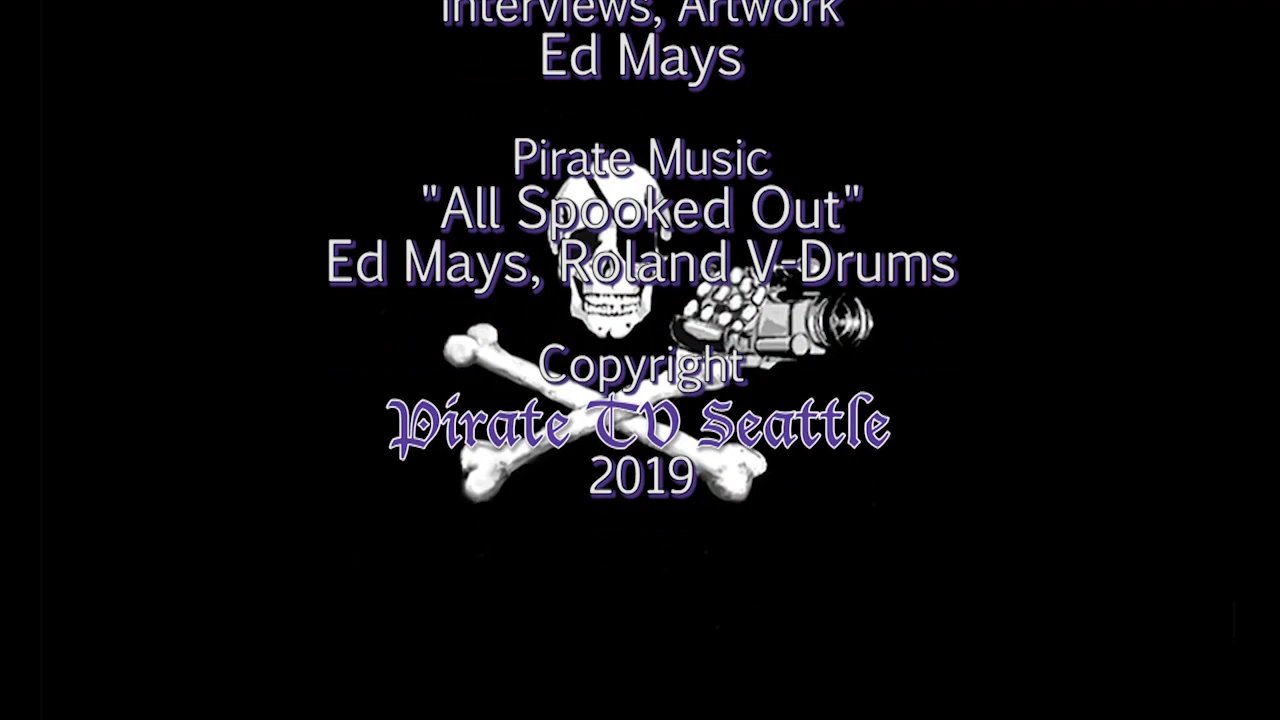 Interviews, Artwork
Ed Mays
Pirate Music
"All Spooked Out"
Ed Mays, Roland V-Drums
Copyright
Pirate TV Seattle
2019